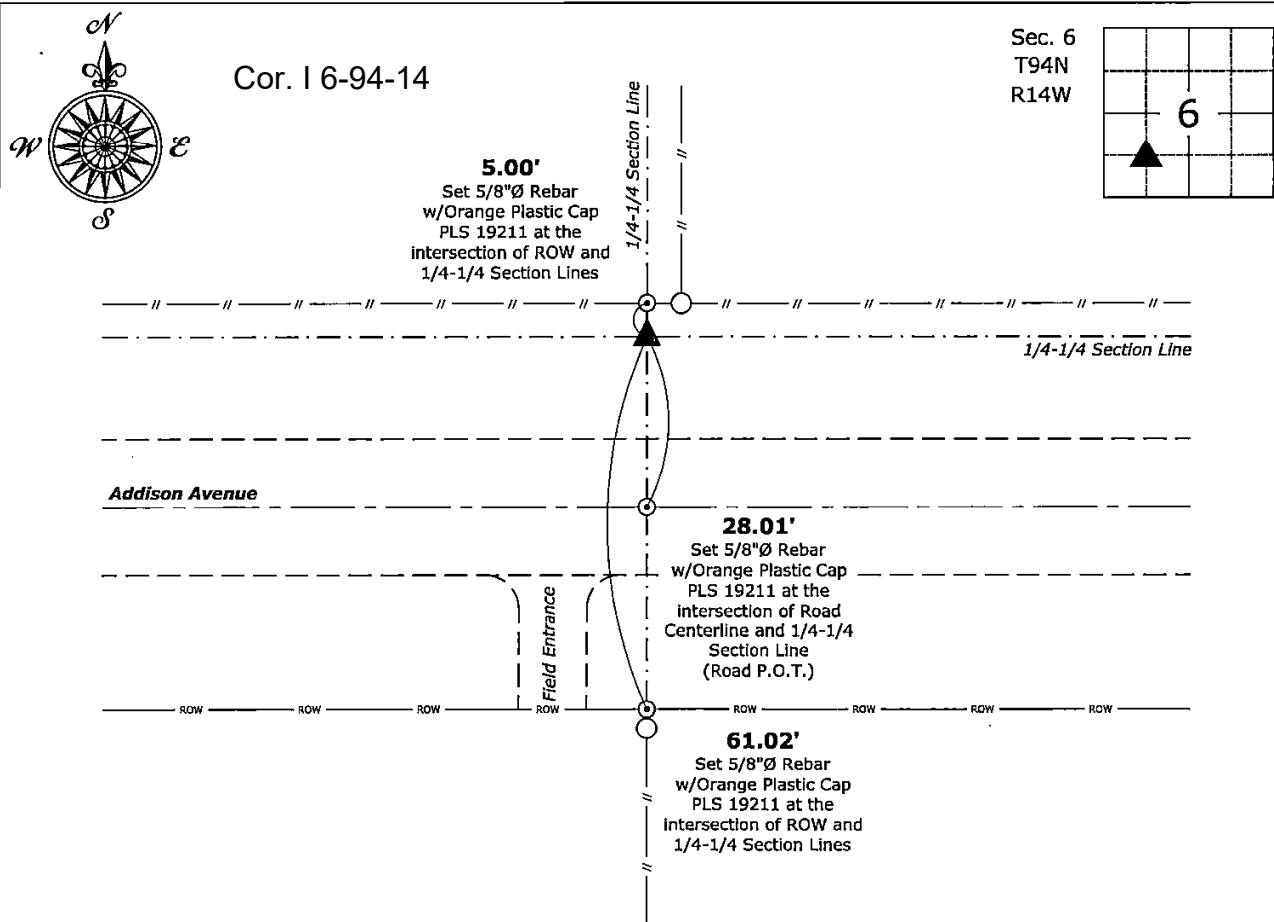 N
W
E
S
Cor. I 6-94-14
Sec. 6
T94N
R14W
6
1/4-1/4 Section Line
5.00'
Set 5/8"Ø Rebar
w/Orange Plastic Cap
PLS 19211 at the
intersection of ROW and
1/4-1/4 Section Lines
1/4-1/4 Section Line
Addison Avenue
28.01'
Set 5/8"Ø Rebar
w/Orange Plastic Cap
PLS 19211 at the
intersection of Road
Centerline and 1/4-1/4
Section Line
(Road P.O.T.)
Field Entrance
ROW ROW ROW ROW ROW ROW ROW ROW
61.02'
Set 5/8"Ø Rebar
w/Orange Plastic Cap
PLS 19211 at the
intersection of ROW and
1/4-1/4 Section Lines